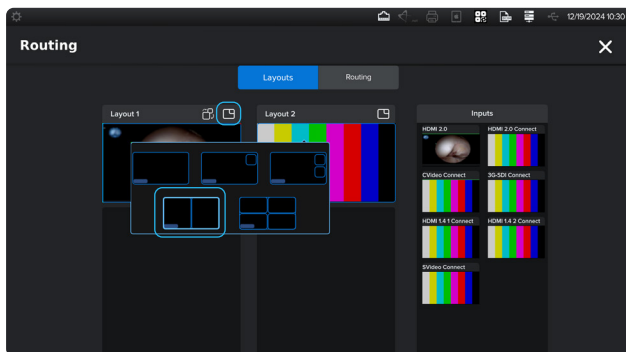 12/19/2024 10:30
Routing
Layouts
Routing
Layout 1
Layout 2
Inputs
HDMI 2.0
HDMI 2.0 Connect
CVideo Connect
3G-SDI Connect
HDMI 1.4 1 Connect
HDMI 1.4 2 Connect
SVideo Connect